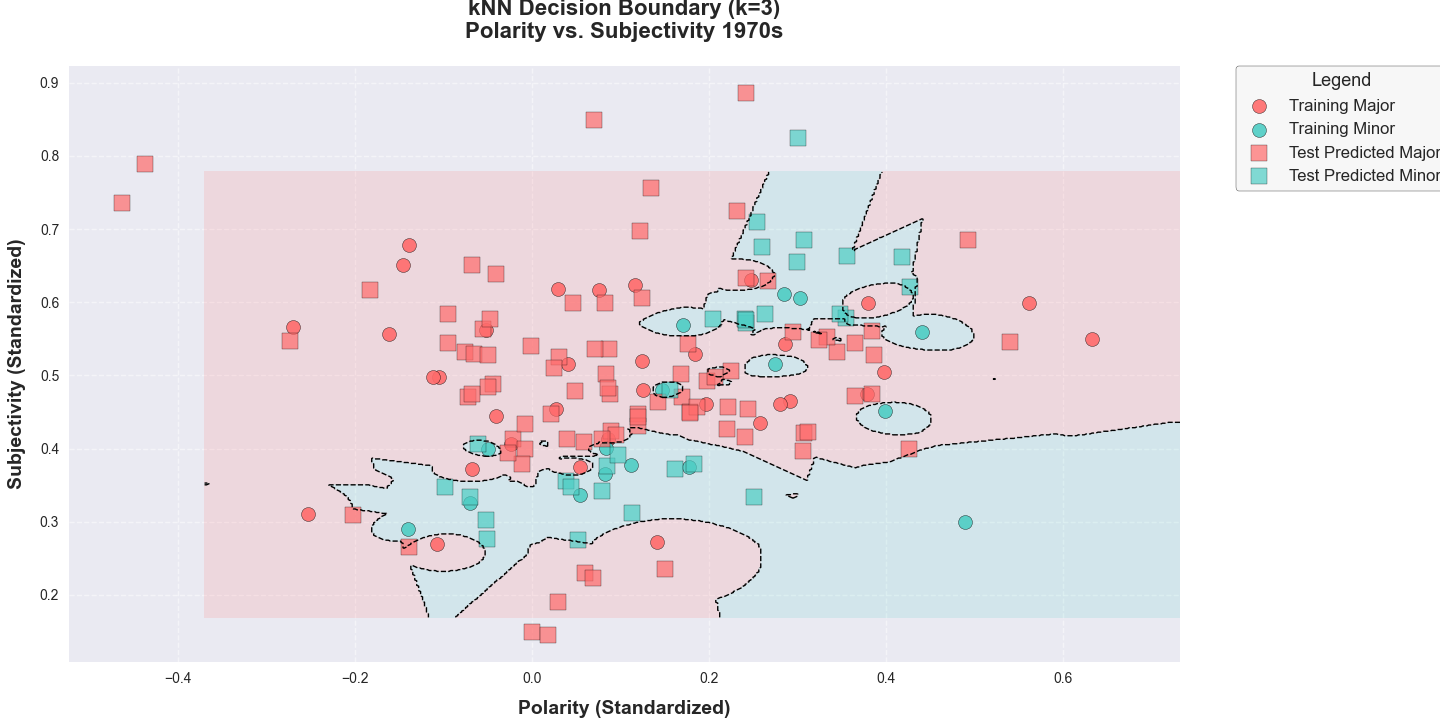 kNN Decision Boundary (k=3)
Polarity vs. Subjectivity 1970s
Legend
Training Major
Training Minor
Test Predicted Major
Test Predicted Minor
0.9
0.8
0.7
0.6
0.5
0.4
0.3
0.2
Subjectivity (Standardized)
−0.4
−0.2
0.0
0.2
0.4
0.6
Polarity (Standardized)